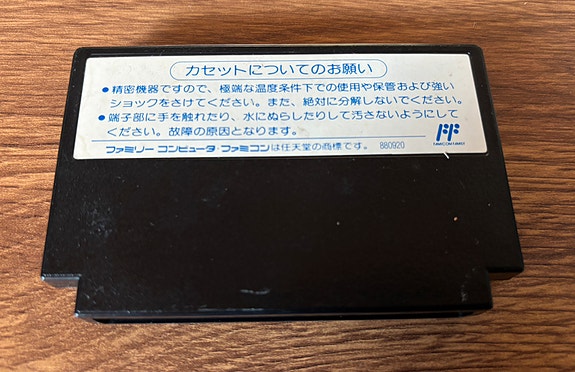 カセットについてのお願い
●精密機器ですので、極端な温度条件下での使用や保管および強い
ショックをさけてください。また、絶対に分解しないでください。
●端子部に手を触れたり、水にぬらしたりして汚さないようにして
ください。故障の原因となります。
ファミリー コンピュータ・ファミコンは任天堂の商標です。 880920
FAMICOM FAMILY